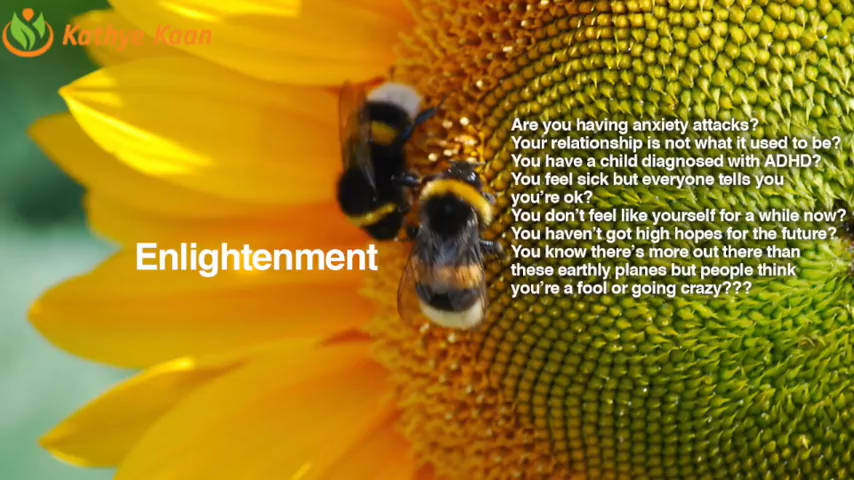 Kathye Kaan
Enlightenment
Are you having anxiety attacks?
Your relationship is not what it used to be?
You have a child diagnosed with ADHD?
You feel sick but everyone tells you
you're ok?
You don't feel like yourself for a while now?
You haven't got high hopes for the future?
You know there's more out there than
these earthly planes but people think
you're a fool or going crazy???